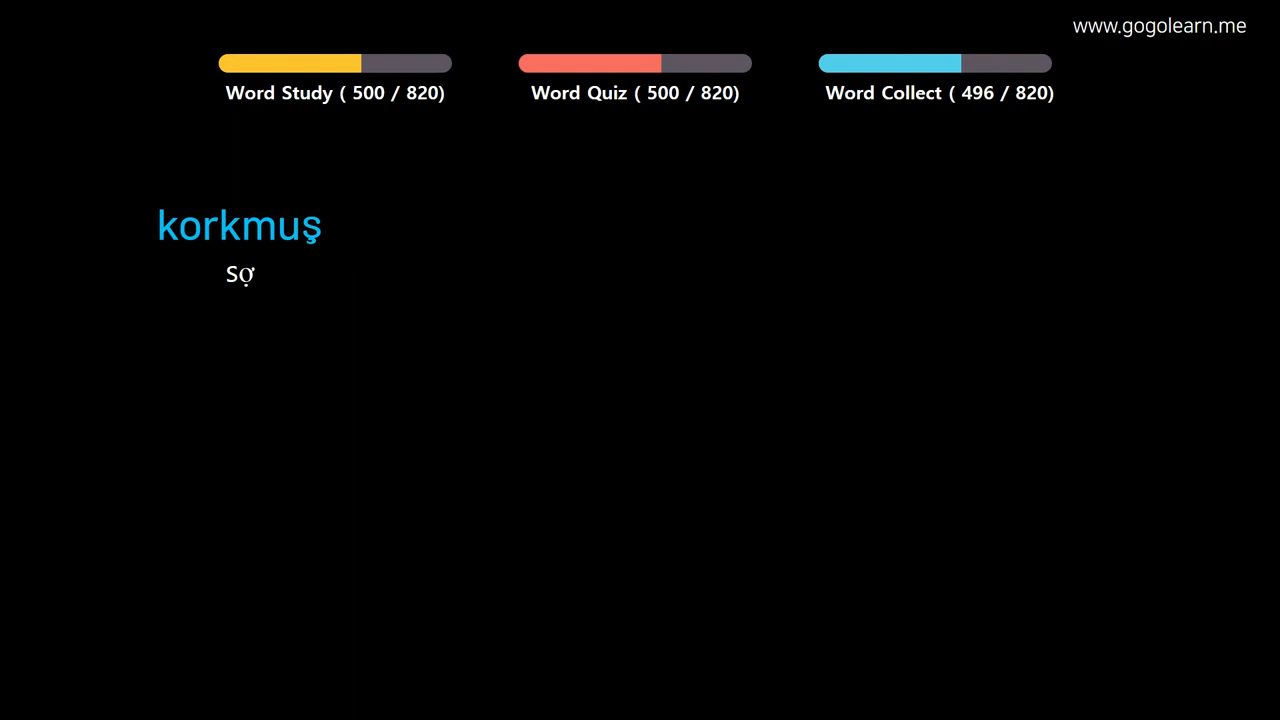 www.gogolearn.me
Word Study ( 500 / 820)
Word Quiz ( 500 / 820)
Word Collect ( 496 / 820)
korkmuş
sợ